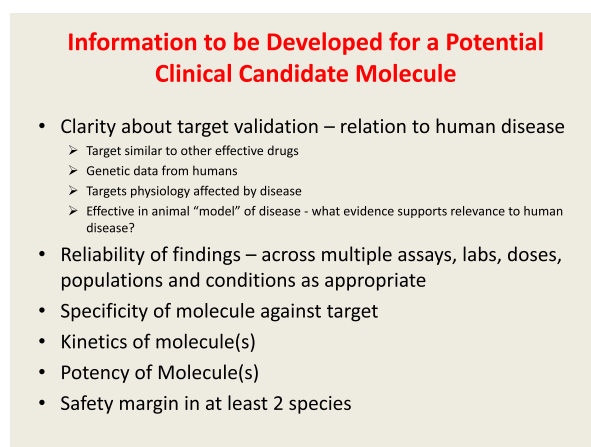 Information to be Developed for a Potential
Clinical Candidate Molecule
• Clarity about target validation – relation to human disease
➢ Target similar to other effective drugs
➢ Genetic data from humans
➢ Targets physiology affected by disease
➢ Effective in animal “model” of disease - what evidence supports relevance to human
disease?
• Reliability of findings – across multiple assays, labs, doses,
populations and conditions as appropriate
• Specificity of molecule against target
• Kinetics of molecule(s)
• Potency of Molecule(s)
• Safety margin in at least 2 species